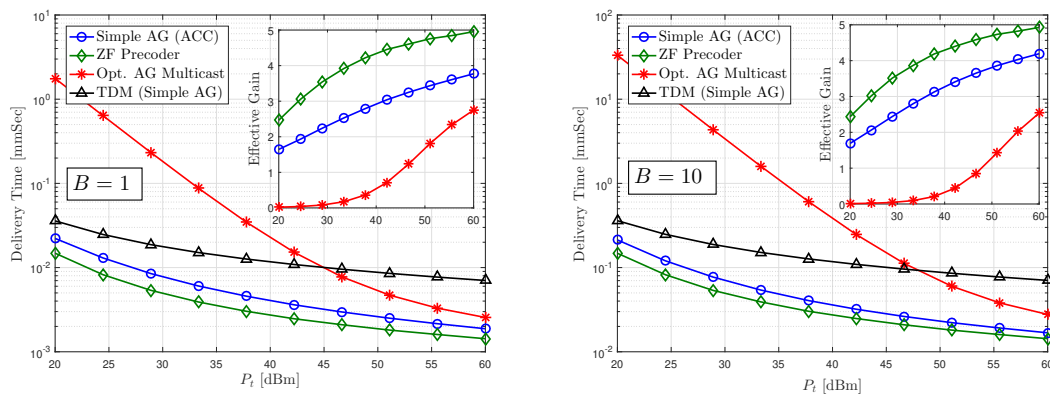 10^1
10^0
10^-1
10^-2
10^-3
Delivery Time [mmSec]
Simple AG (ACC)
ZF Precoder
Opt. AG Multicast
TDM (Simple AG)
B = 1
5
4
3
2
1
0
Effective Gain
20 30 40 50 60
20 25 30 35 40 45 50 55 60
P_t [dBm]
10^2
10^1
10^0
10^-1
10^-2
Delivery Time [mmSec]
Simple AG (ACC)
ZF Precoder
Opt. AG Multicast
TDM (Simple AG)
B = 10
5
4
3
2
1
0
Effective Gain
20 30 40 50 60
20 25 30 35 40 45 50 55 60
P_t [dBm]